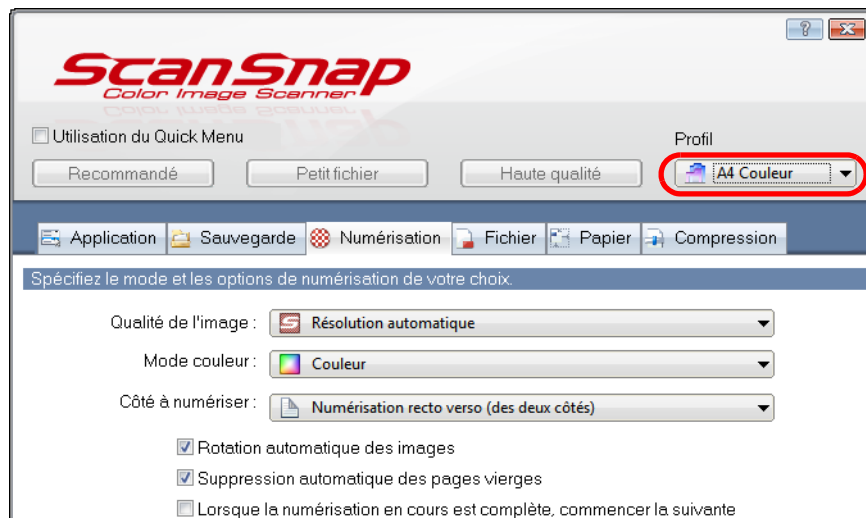 ScanSnap
Color Image Scanner
Utilisation du Quick Menu
Profil
Recommandé Petit fichier Haute qualité A4 Couleur
Application Sauvegarde Numérisation Fichier Papier Compression
Spécifiez le mode et les options de numérisation de votre choix.
Qualité de l'image : Résolution automatique
Mode couleur : Couleur
Côté à numériser : Numérisation recto verso (des deux côtés)
Rotation automatique des images
Suppression automatique des pages vierges
Lorsque la numérisation en cours est complète, commencer la suivante